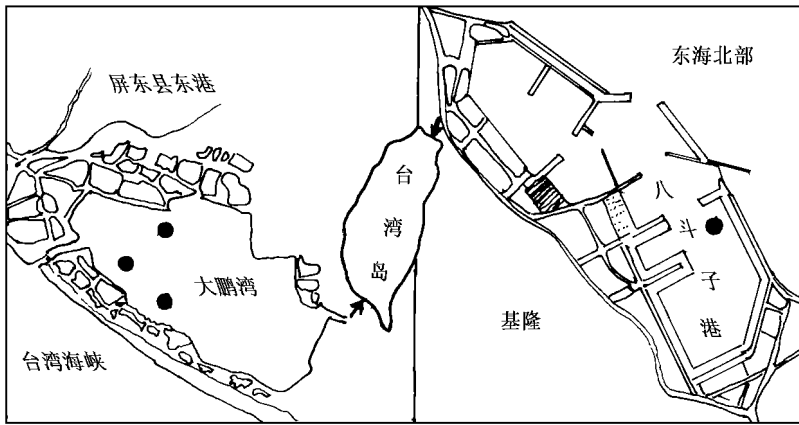 屏东县东港
大鹏湾
台湾海峡
台湾岛
东海北部
八斗子港
基隆